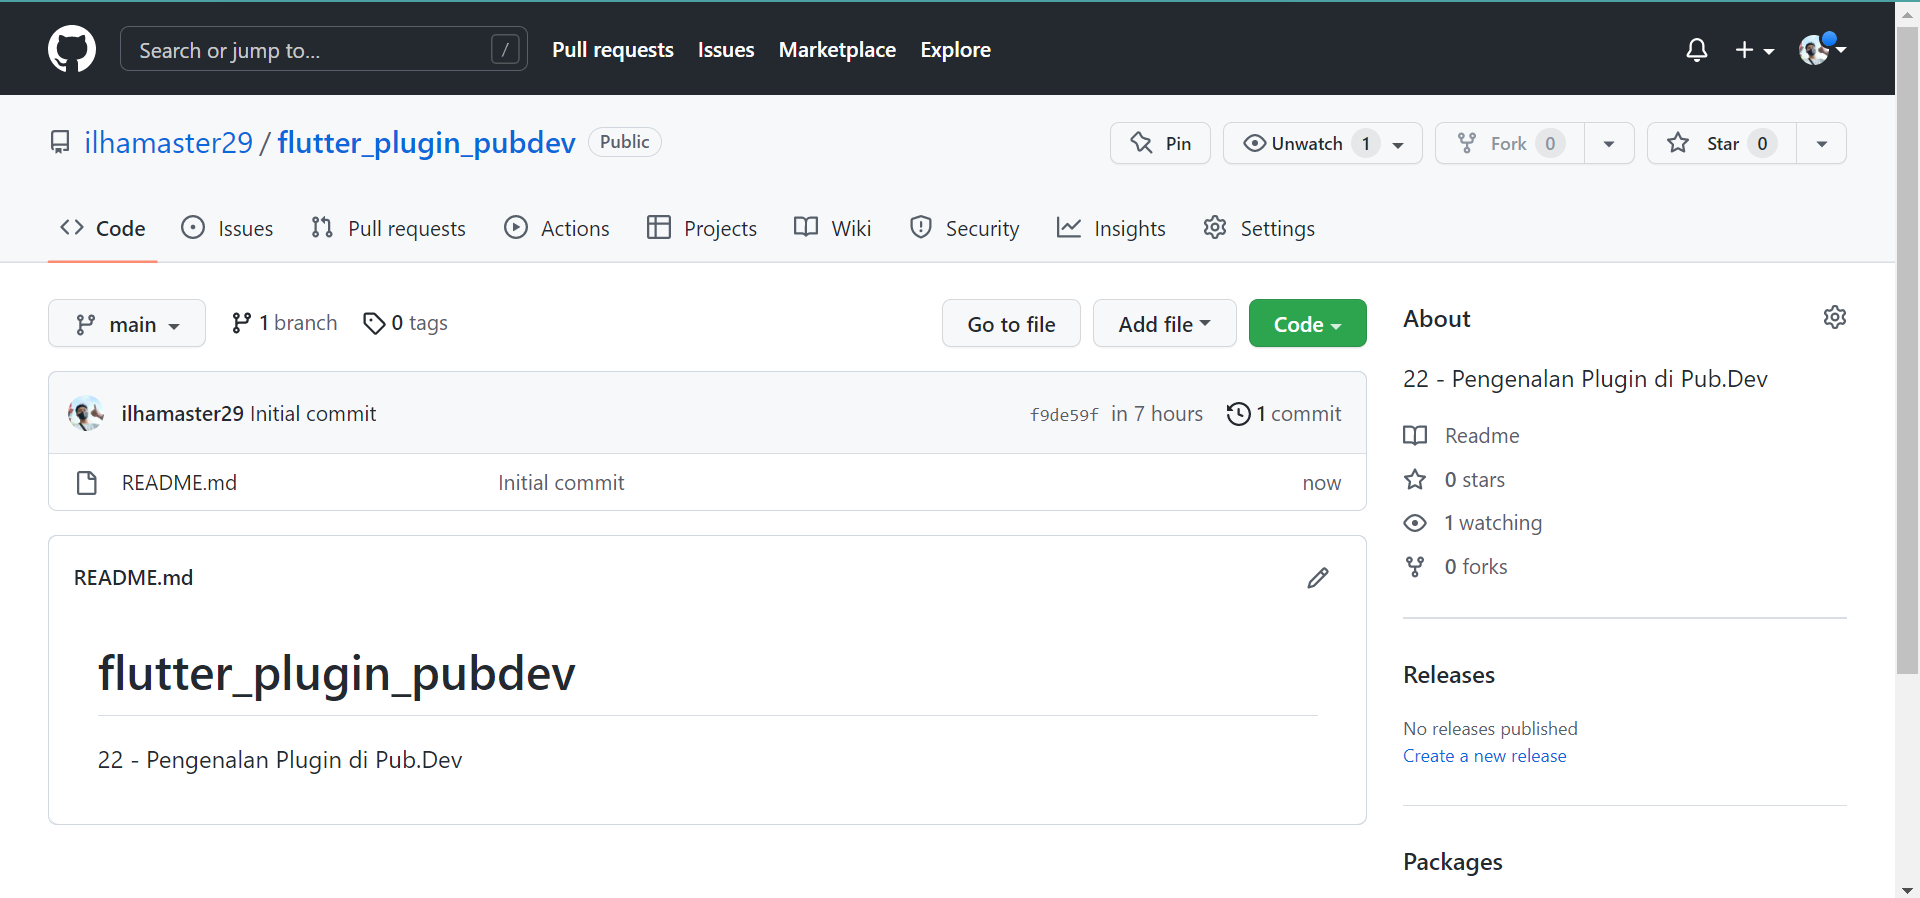 Search or jump to... /
Pull requests Issues Marketplace Explore
ilhamaster29 / flutter_plugin_pubdev Public
Pin Unwatch 1 Fork 0 Star 0
Code Issues Pull requests Actions Projects Wiki Security Insights Settings
main 1 branch 0 tags Go to file Add file Code
ilhamaster29 Initial commit f9de59f in 7 hours 1 commit
README.md Initial commit now
README.md
flutter_plugin_pubdev
22 - Pengenalan Plugin di Pub.Dev
About
22 - Pengenalan Plugin di Pub.Dev
Readme
0 stars
1 watching
0 forks
Releases
No releases published
Create a new release
Packages